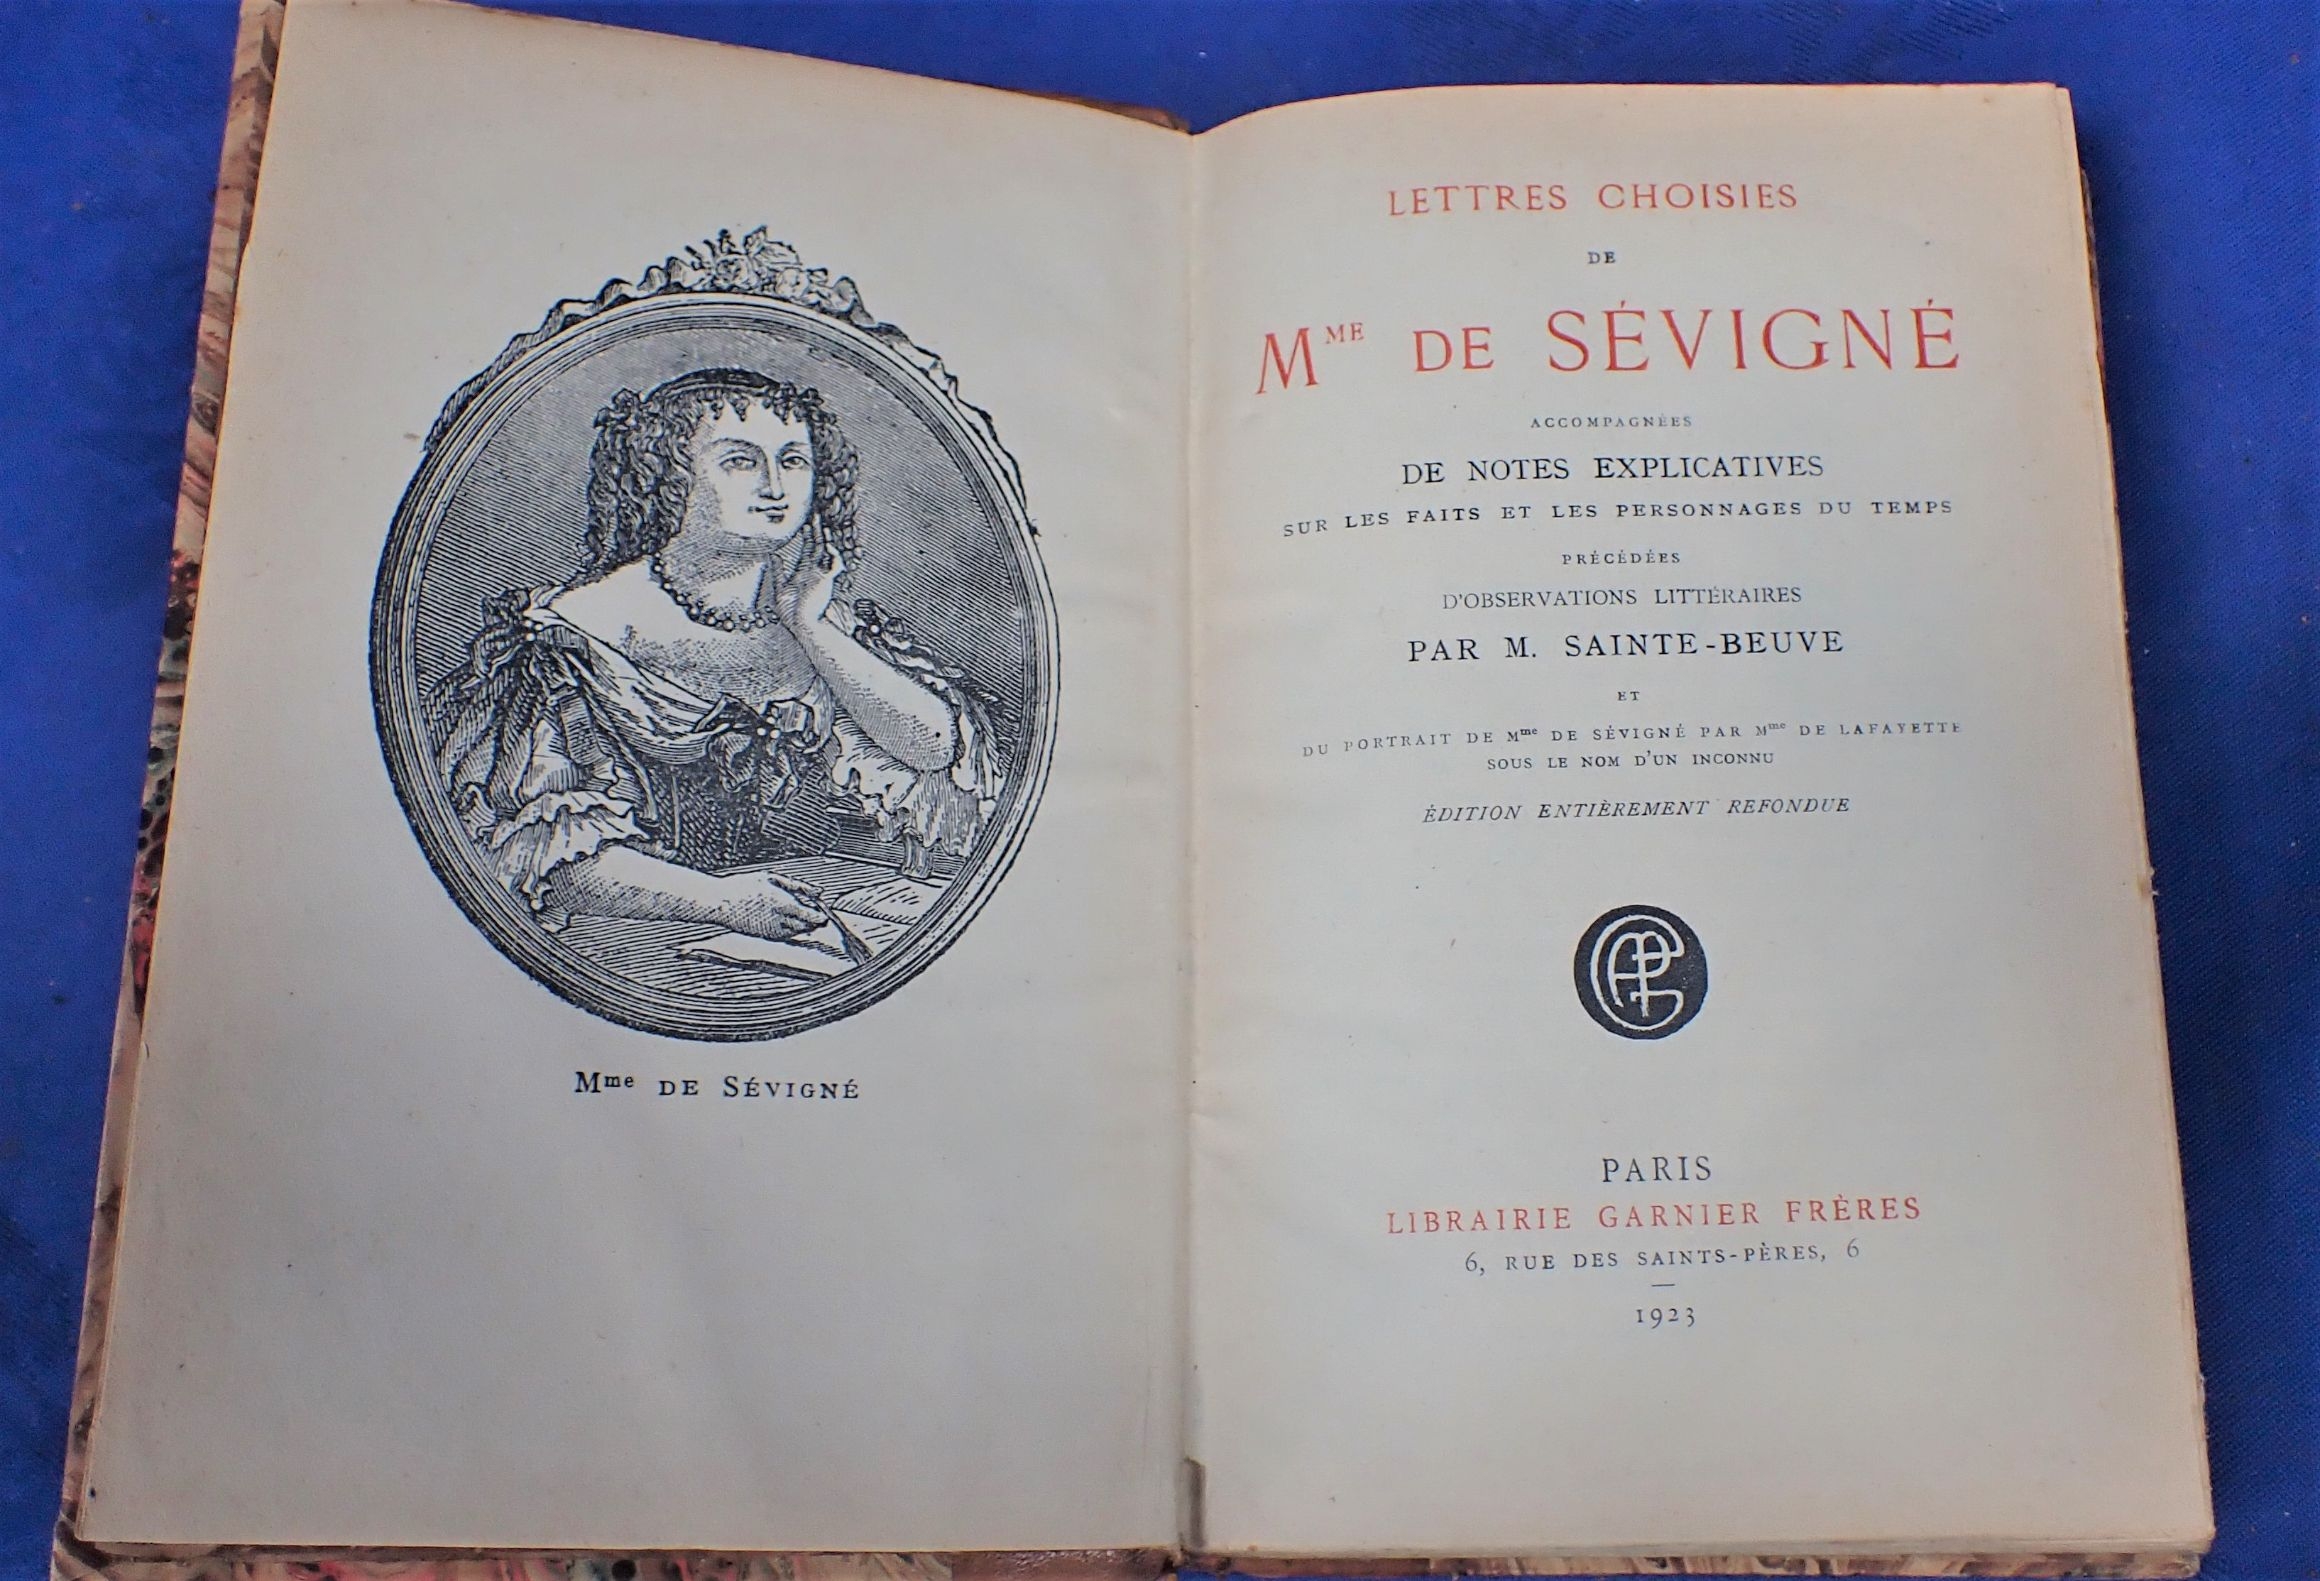 Mme DE SÉVIGNÉ
LETTRES CHOISIES
DE
MME DE SÉVIGNÉ
ACCOMPAGNÉES
DE NOTES EXPLICATIVES
SUR LES FAITS ET LES PERSONNAGES DU TEMPS
PRÉCÉDÉES
D'OBSERVATIONS LITTÉRAIRES
PAR M. SAINTE-BEUVE
ET
DU PORTRAIT DE Mme DE SÉVIGNÉ PAR Mme DE LAFAYETTE
SOUS LE NOM D'UN INCONNU
ÉDITION ENTIÈREMENT REFONDUE
PARIS
LIBRAIRIE GARNIER FRÈRES
6, RUE DES SAINTS-PÈRES, 6
1923